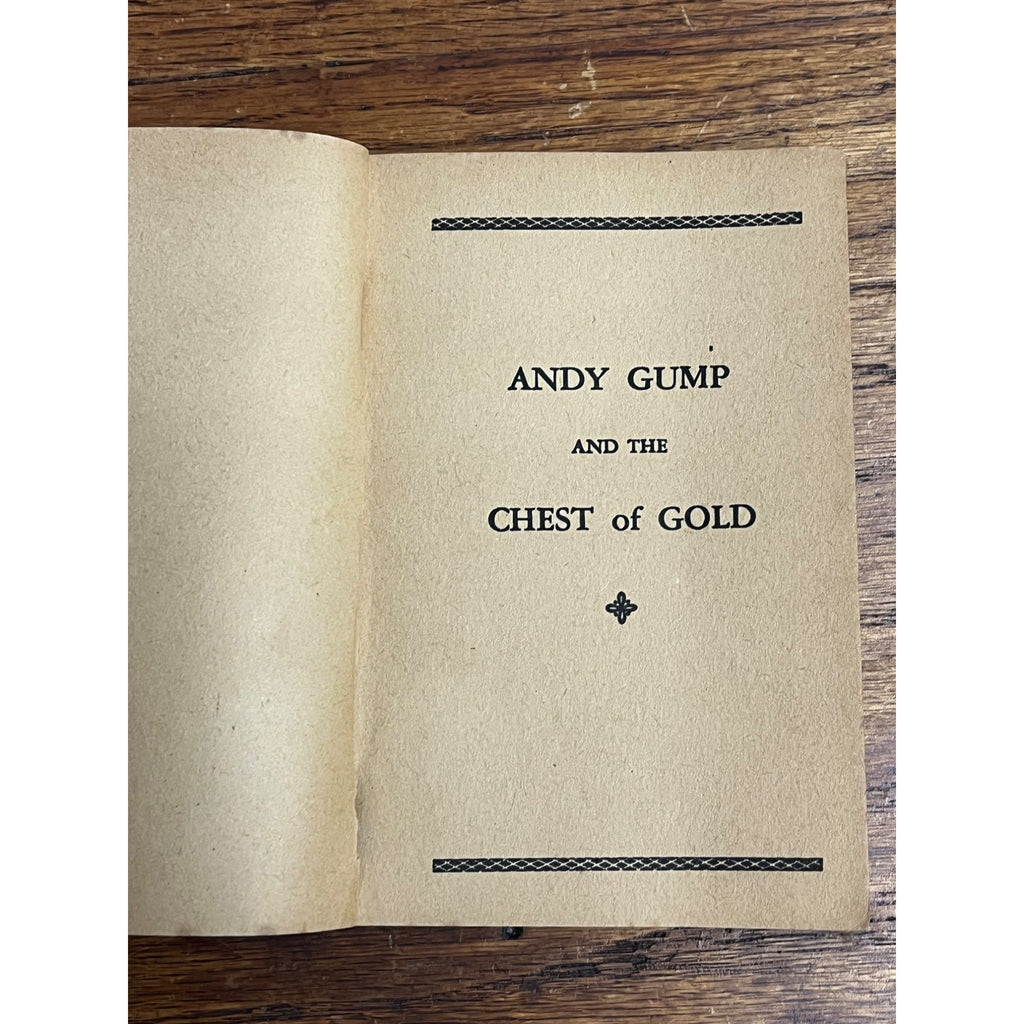 ANDY GUMP
AND THE
CHEST of GOLD